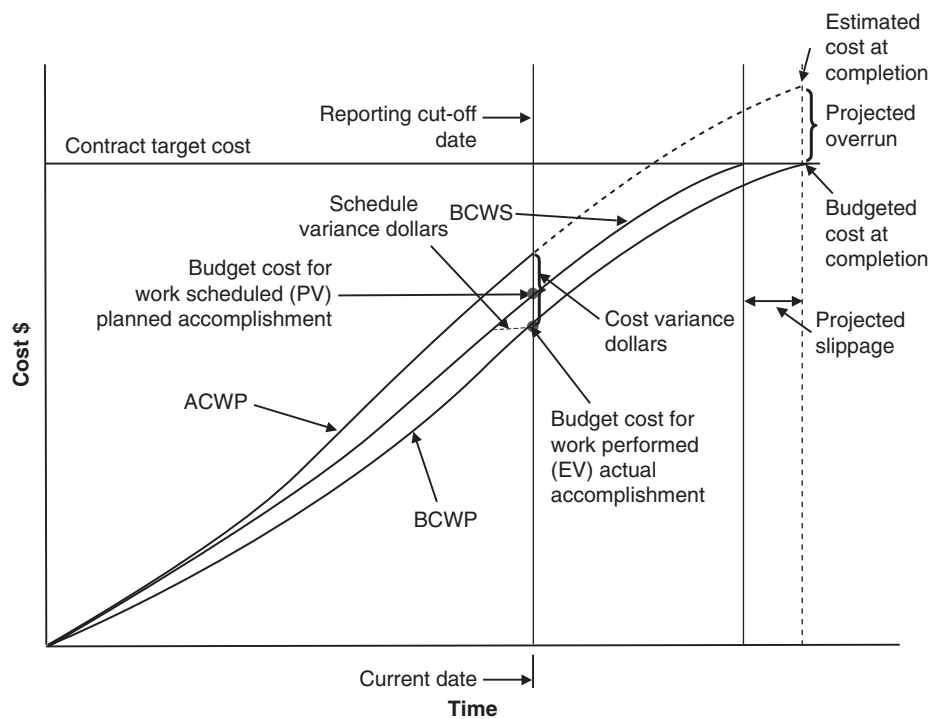 Estimated
cost at
completion
Reporting cut-off
date
Projected
overrun
Contract target cost
Schedule
variance dollars
BCWS
Budgeted
cost at
completion
Budget cost for
work scheduled (PV)
planned accomplishment
Cost variance
dollars
Projected
slippage
Cost $
ACWP
Budget cost for
work performed
(EV) actual
accomplishment
BCWP
Current date
Time